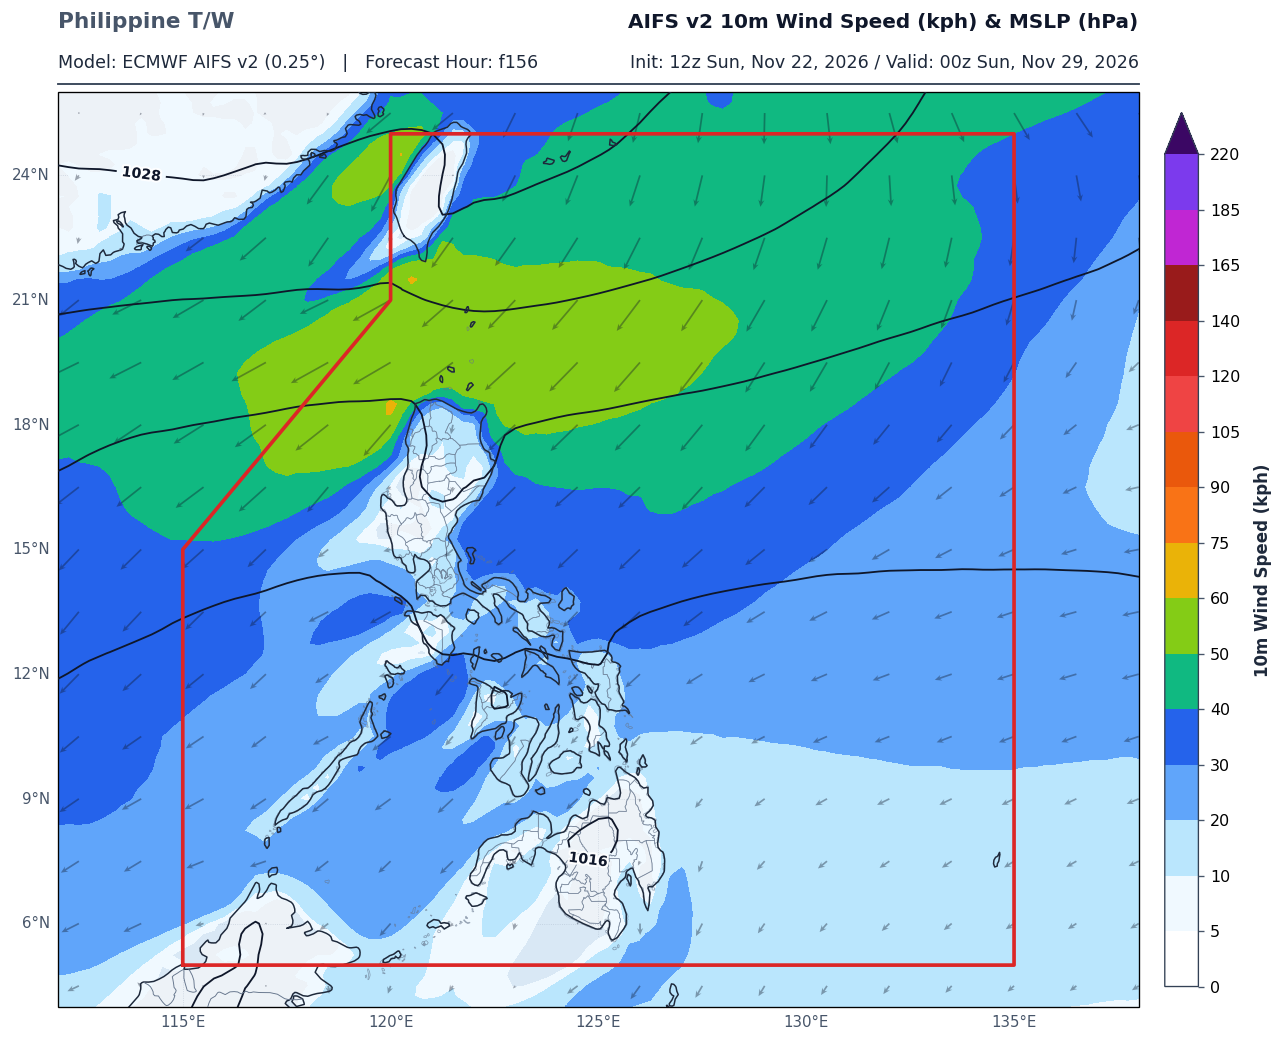 Philippine T/W
AIFS v2 10m Wind Speed (kph) & MSLP (hPa)
Model: ECMWF AIFS v2 (0.25°) | Forecast Hour: f156
Init: 12z Sun, Nov 22, 2026 / Valid: 00z Sun, Nov 29, 2026
24°N
21°N
18°N
15°N
12°N
9°N
6°N
1028
1016
115°E
120°E
125°E
130°E
135°E
220
185
165
140
120
105
90
75
60
50
40
30
20
10
5
0
10m Wind Speed (kph)